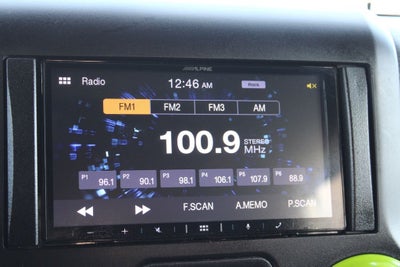 ALPINE
Radio 12:46 AM
FM1 FM2 FM3 AM
100.9 STEREO MHz
P1 96.1 P2 90.1 P3 98.1 P4 106.1 P5 107.9 P6 88.9
F.SCAN A.MEMO P.SCAN